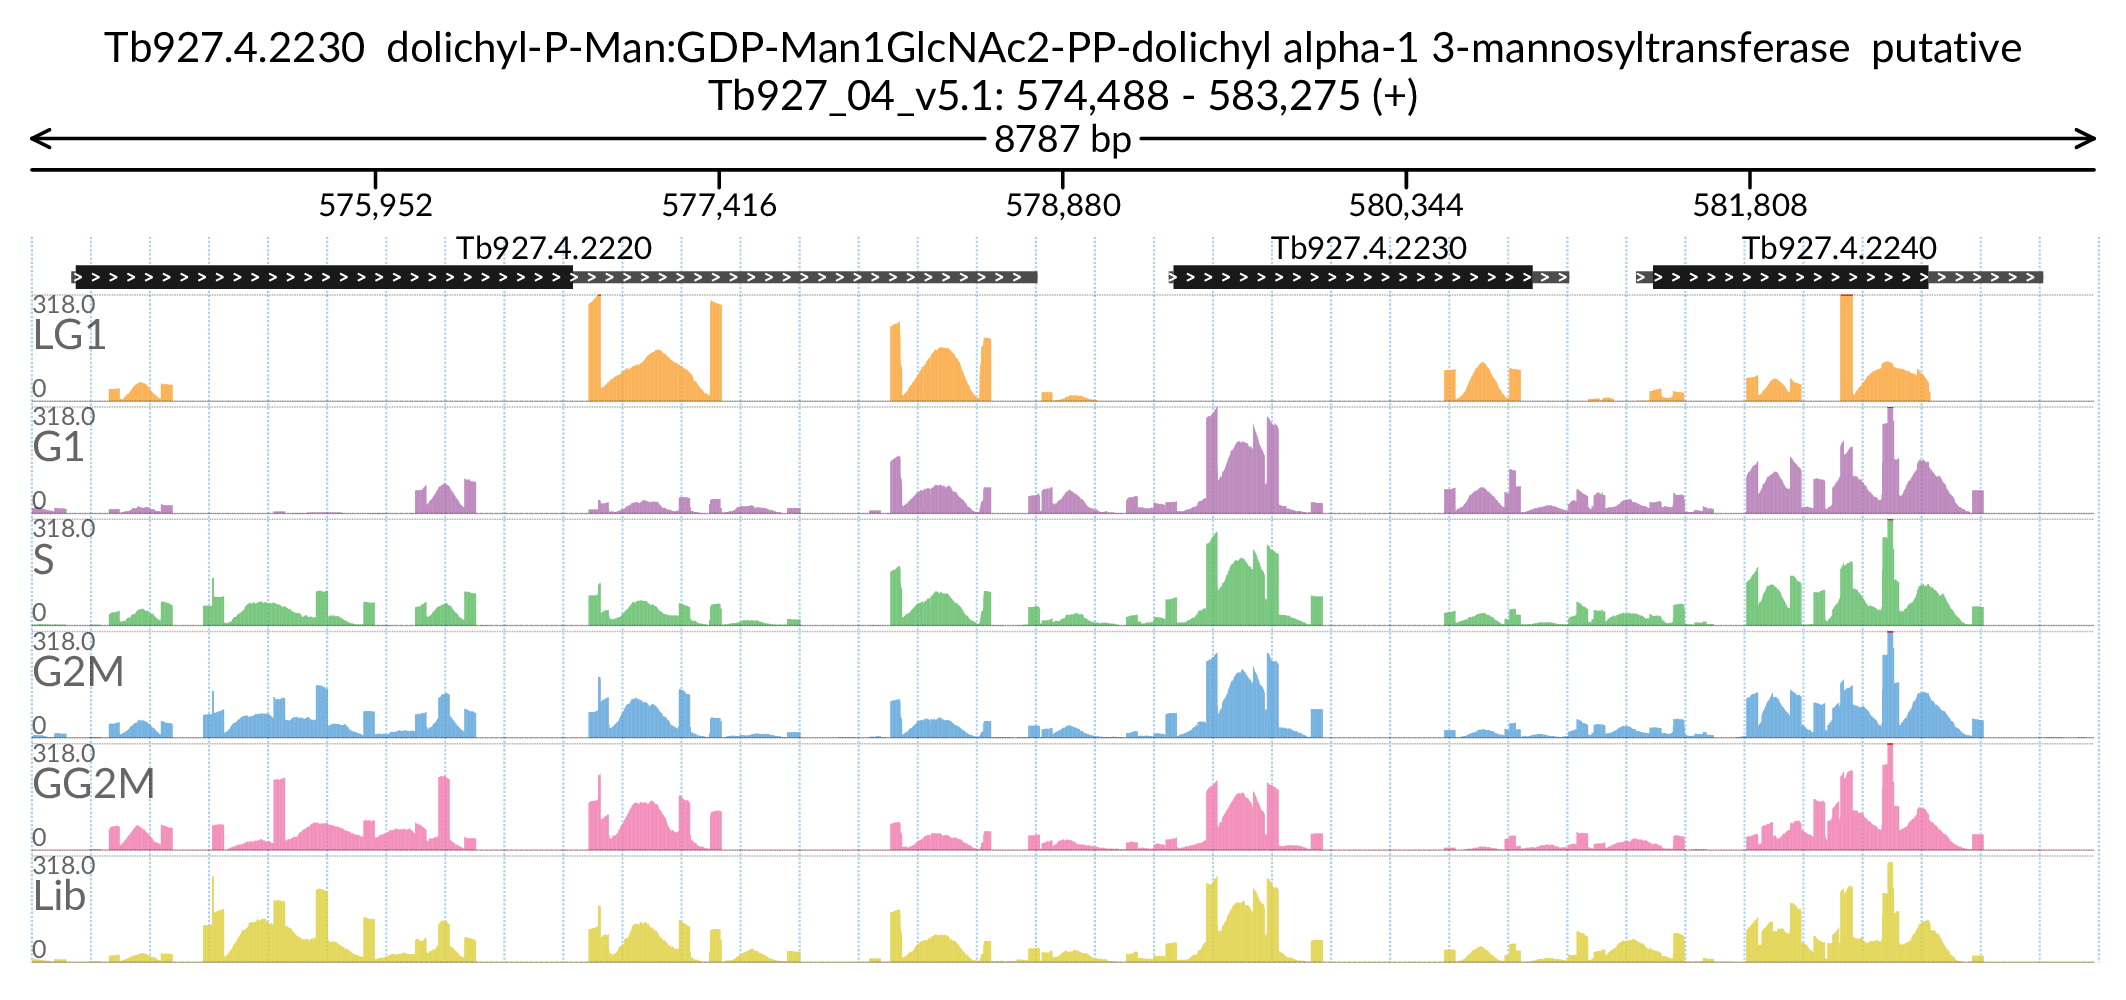 Tb927.4.2230 dolichyl-P-Man:GDP-Man1GlcNAc2-PP-dolichyl alpha-1 3-mannosyltransferase putative
Tb927_04_v5.1: 574,488 - 583,275 (+)
8787 bp
575,952 577,416 578,880 580,344 581,808
Tb927.4.2220 Tb927.4.2230 Tb927.4.2240
318.0
LG1
0
318.0
G1
0
318.0
S
0
318.0
G2M
0
318.0
GG2M
0
318.0
Lib
0